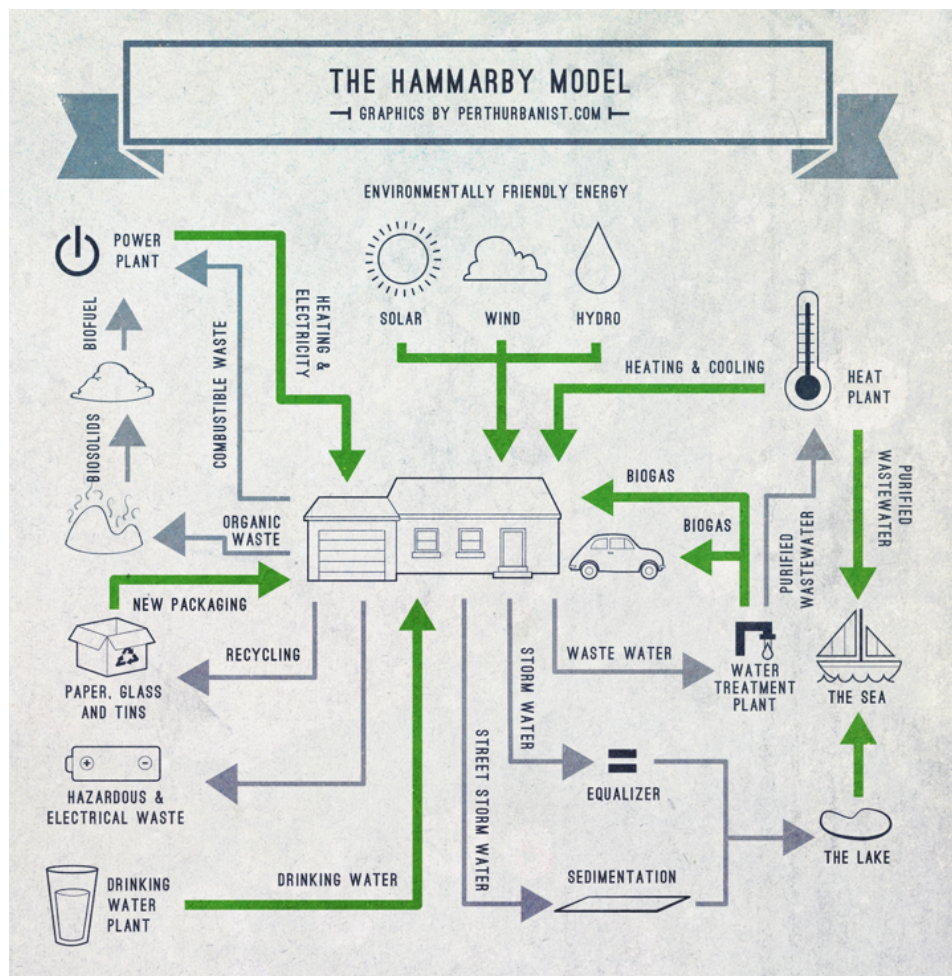 THE HAMMARBY MODEL
GRAPHICS BY PERTHURBANIST.COM
ENVIRONMENTALLY FRIENDLY ENERGY
POWER
PLANT
SOLAR
WIND
HYDRO
HEATING &
ELECTRICITY
COMBUSTIBLE WASTE
BIOFUEL
BIOSOLIDS
HEATING & COOLING
HEAT
PLANT
PURIFIED
WASTEWATER
BIOGAS
BIOGAS
PURIFIED
WASTEWATER
ORGANIC
WASTE
NEW PACKAGING
RECYCLING
PAPER, GLASS
AND TINS
WASTE WATER
WATER
TREATMENT
PLANT
THE SEA
STORM WATER
STREET STORM WATER
EQUALIZER
HAZARDOUS &
ELECTRICAL WASTE
+
-
THE LAKE
SEDIMENTATION
DRINKING WATER
DRINKING
WATER
PLANT